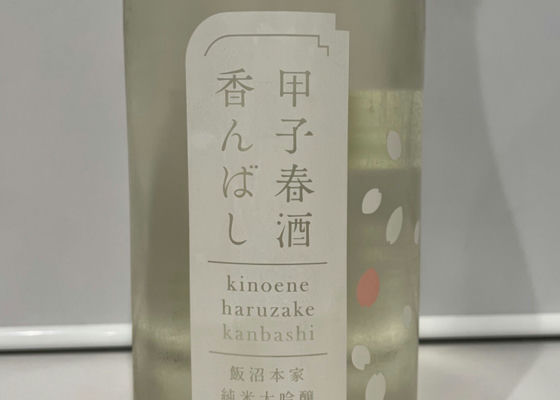 甲子春酒
香んばし
kinoene
haruzake
kanbashi
飯沼本家
純米大吟醸